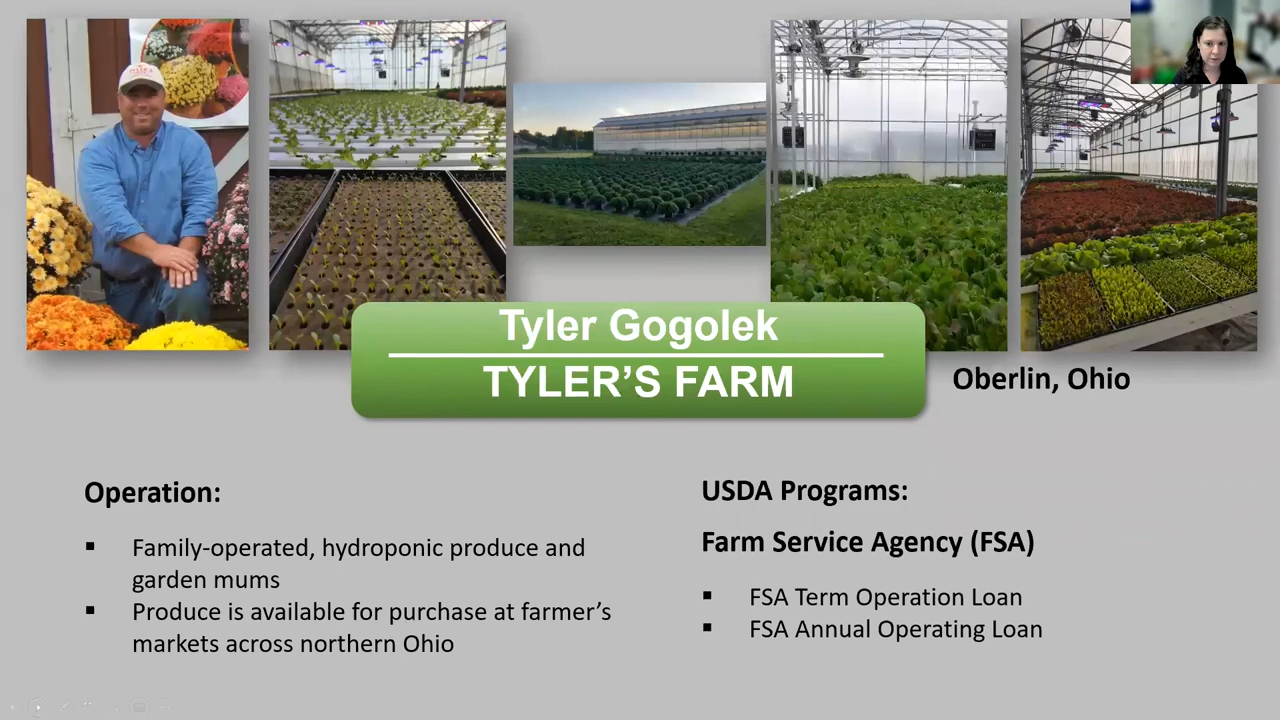 Tyler Gogolek
TYLER'S FARM
Oberlin, Ohio
Operation:
▪ Family-operated, hydroponic produce and
garden mums
▪ Produce is available for purchase at farmer's
markets across northern Ohio
USDA Programs:
Farm Service Agency (FSA)
▪ FSA Term Operation Loan
▪ FSA Annual Operating Loan